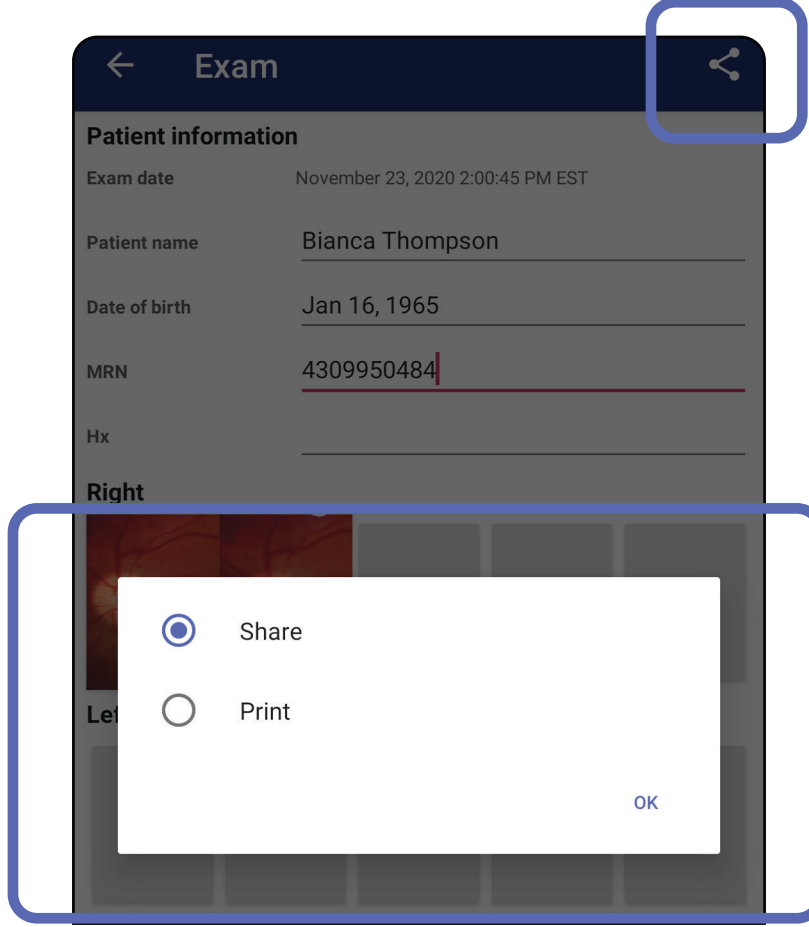 Exam
Patient information
Exam date November 23, 2020 2:00:45 PM EST
Patient name Bianca Thompson
Date of birth Jan 16, 1965
MRN 4309950484
Hx
Right
Share
Print
OK